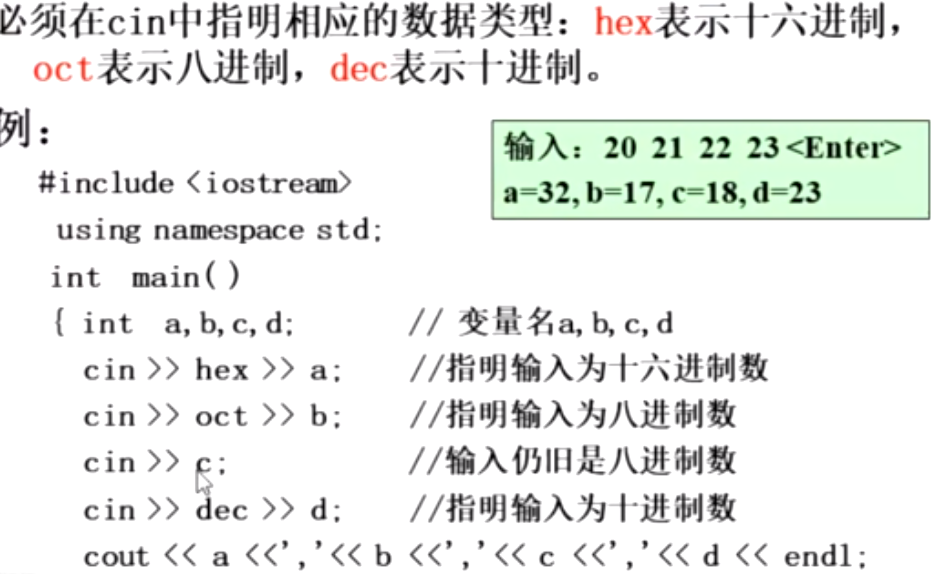 必须在cin中指明相应的数据类型：hex表示十六进制，
oct表示八进制，dec表示十进制。
例：
输入：20 21 22 23<Enter>
a=32,b=17,c=18,d=23
#include <iostream>
using namespace std;
int main()
{ int a,b,c,d; // 变量名a,b,c,d
cin >> hex >> a; //指明输入为十六进制数
cin >> oct >> b; //指明输入为八进制数
cin >> c; //输入仍旧是八进制数
cin >> dec >> d; //指明输入为十进制数
cout << a <<','<< b <<','<< c <<','<< d << endl;